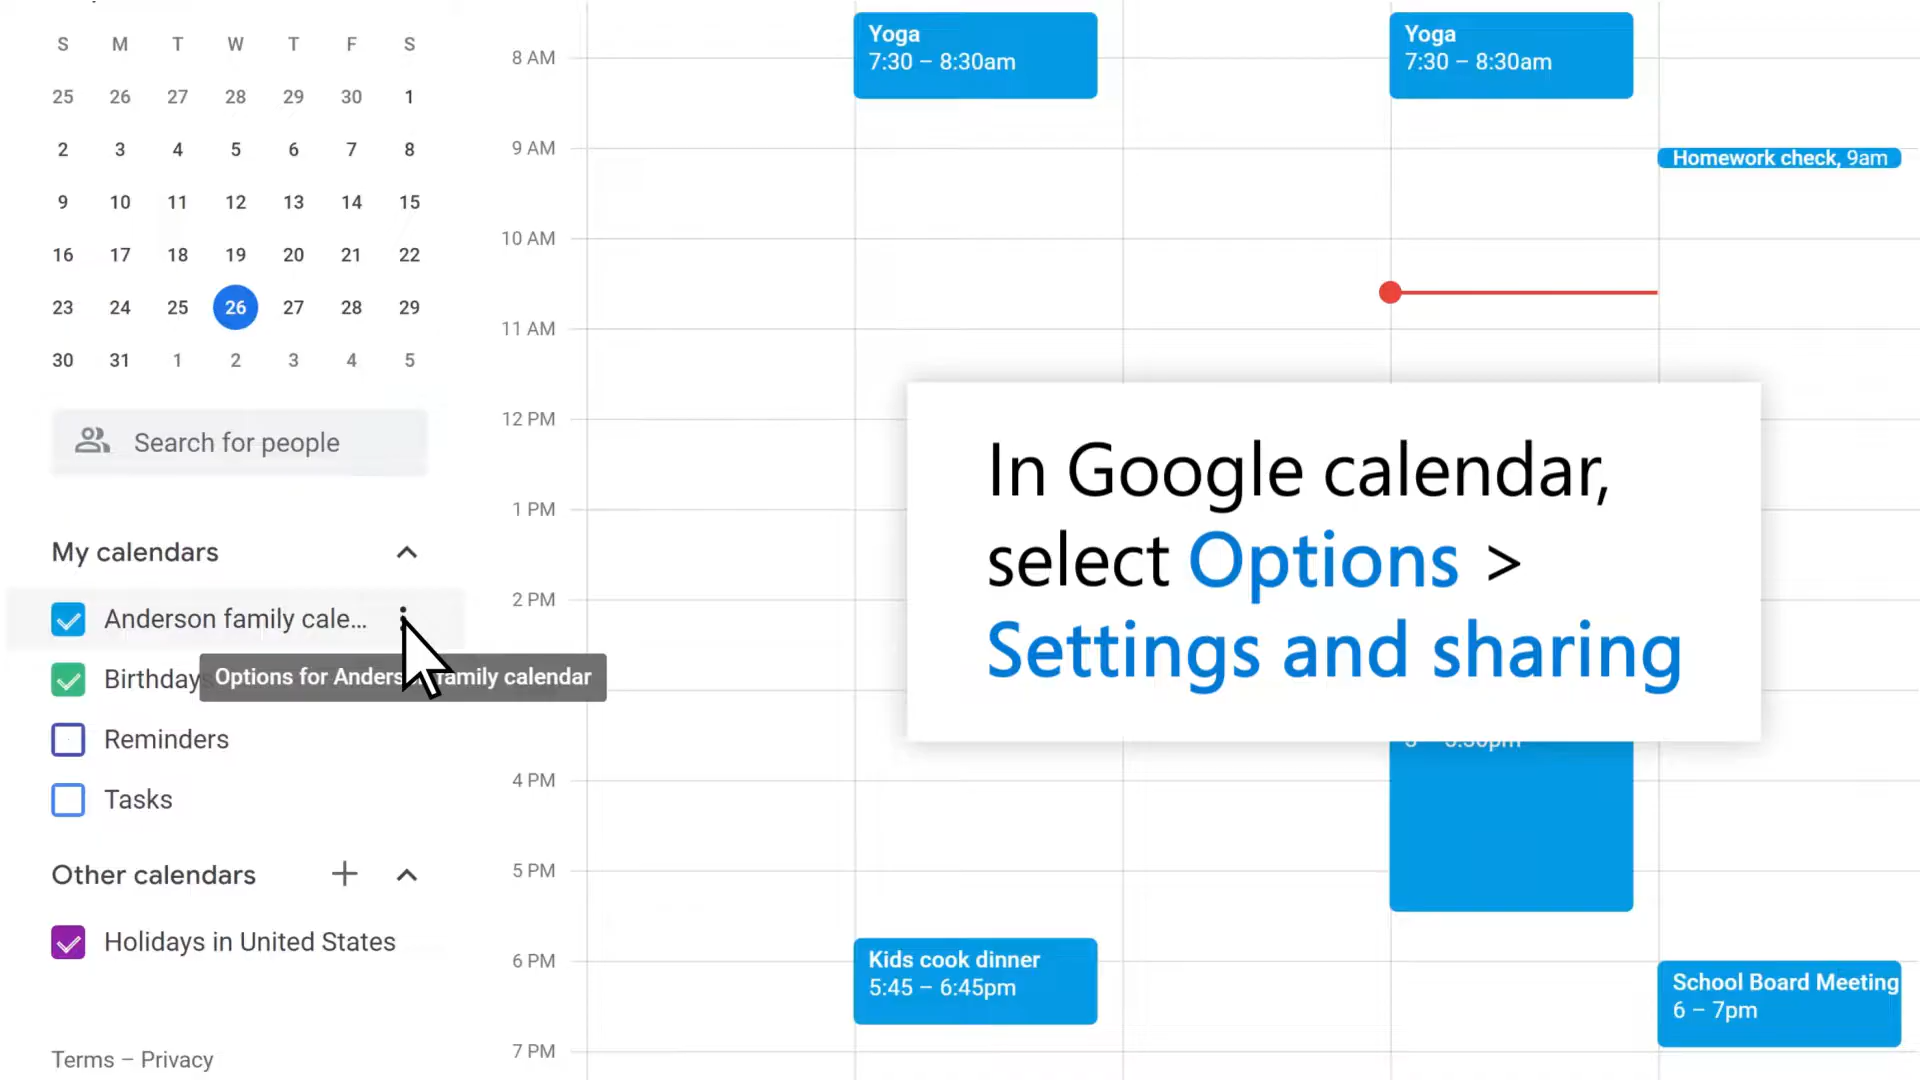 S M T W T F S
25 26 27 28 29 30 1
2 3 4 5 6 7 8
9 10 11 12 13 14 15
16 17 18 19 20 21 22
23 24 25 26 27 28 29
30 31 1 2 3 4 5
Search for people
My calendars
Anderson family cale...
Options for Anderson family calendar
Birthdays
Reminders
Tasks
Other calendars
Holidays in United States
Terms – Privacy
8 AM
9 AM
10 AM
11 AM
12 PM
1 PM
2 PM
4 PM
5 PM
6 PM
7 PM
Yoga
7:30 – 8:30am
Yoga
7:30 – 8:30am
Homework check, 9am
In Google calendar,
select Options >
Settings and sharing
Kids cook dinner
5:45 – 6:45pm
School Board Meeting
6 – 7pm